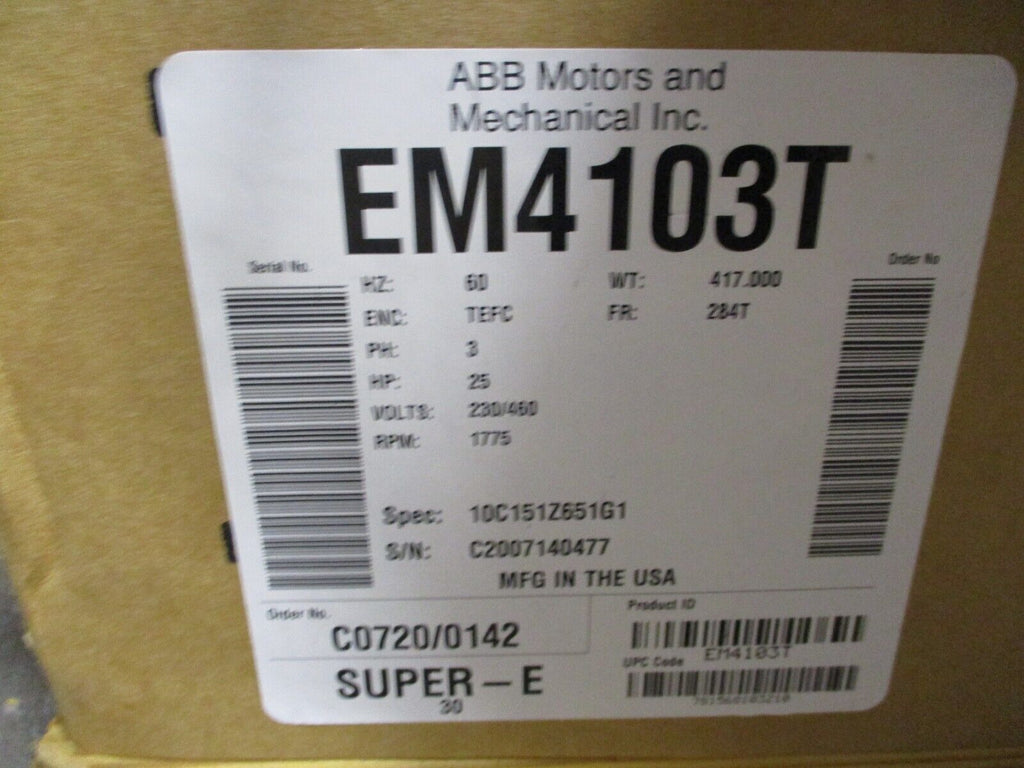 ABB Motors and
Mechanical Inc.
EM4103T
Serial No.
Order No
HZ: 60 WT: 417.000
ENC: TEFC FR: 284T
PH: 3
HP: 25
VOLTS: 230/460
RPM: 1775
Spec: 10C151Z651G1
S/N: C2007140477
MFG IN THE USA
Order No.
C0720/0142
SUPER – E
30
Product ID
EM4103T
UPC Code